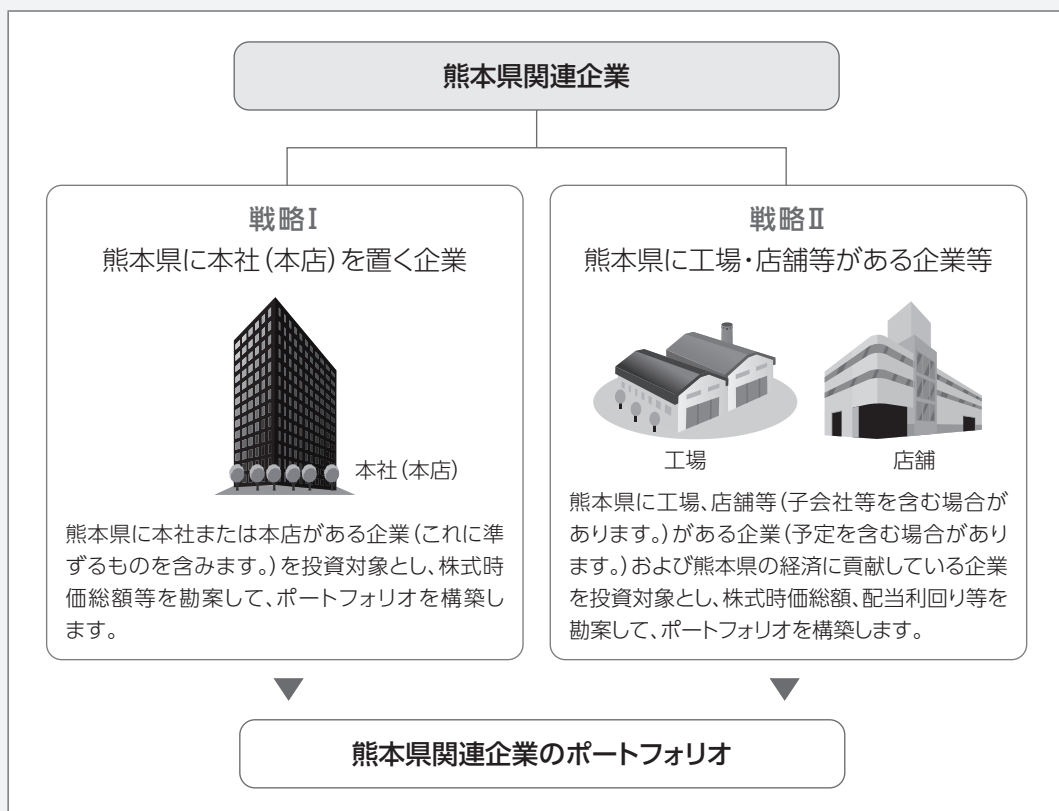 熊本県関連企業
戦略Ⅰ
熊本県に本社(本店)を置く企業
本社(本店)
熊本県に本社または本店がある企業(これに準
ずるものを含みます。)を投資対象とし、株式時
価総額等を勘案して、ポートフォリオを構築し
ます。
戦略Ⅱ
熊本県に工場・店舗等がある企業等
工場
店舗
熊本県に工場、店舗等(子会社等を含む場合が
あります。)がある企業(予定を含む場合があり
ます。)および熊本県の経済に貢献している企業
を投資対象とし、株式時価総額、配当利回り等を
勘案して、ポートフォリオを構築します。
熊本県関連企業のポートフォリオ